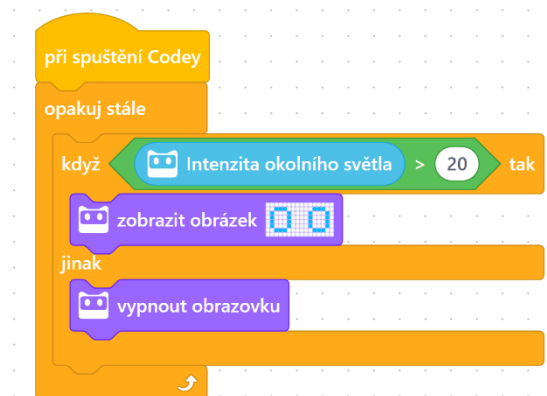 při spuštění Codey
opakuj stále
když Intenzita okolního světla > 20 tak
zobrazit obrázek
jinak
vypnout obrazovku